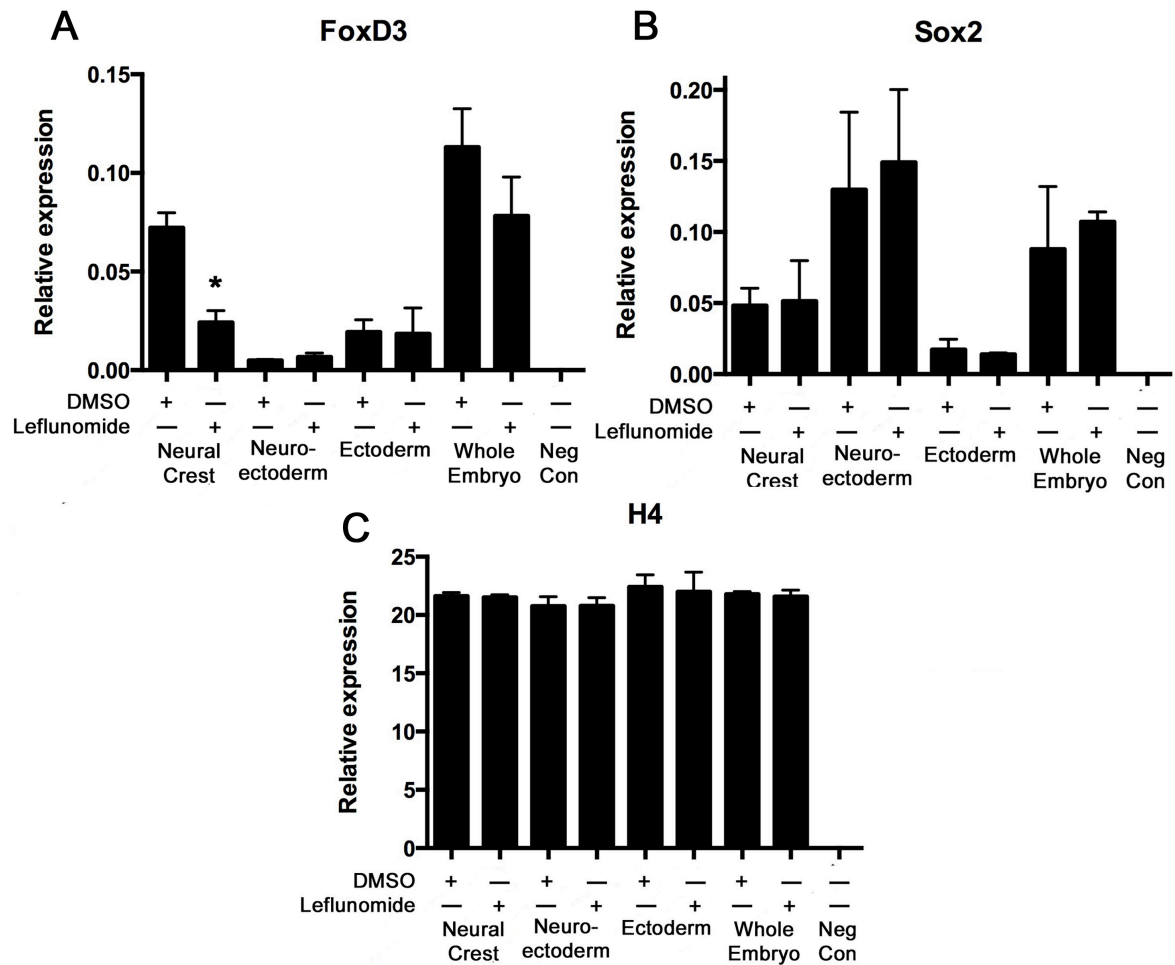 A
FoxD3
Relative expression
0.15
0.10
0.05
0.00
*
DMSO + — + — + — + — —
Leflunomide — + — + — + — + —
Neural Crest
Neuro-ectoderm
Ectoderm
Whole Embryo
Neg Con
B
Sox2
Relative expression
0.20
0.15
0.10
0.05
0.00
DMSO + — + — + — + — —
Leflunomide — + — + — + — + —
Neural Crest
Neuro-ectoderm
Ectoderm
Whole Embryo
Neg Con
C
H4
Relative expression
25
20
15
10
5
0
DMSO + — + — + — + — —
Leflunomide — + — + — + — + —
Neural Crest
Neuro-ectoderm
Ectoderm
Whole Embryo
Neg Con